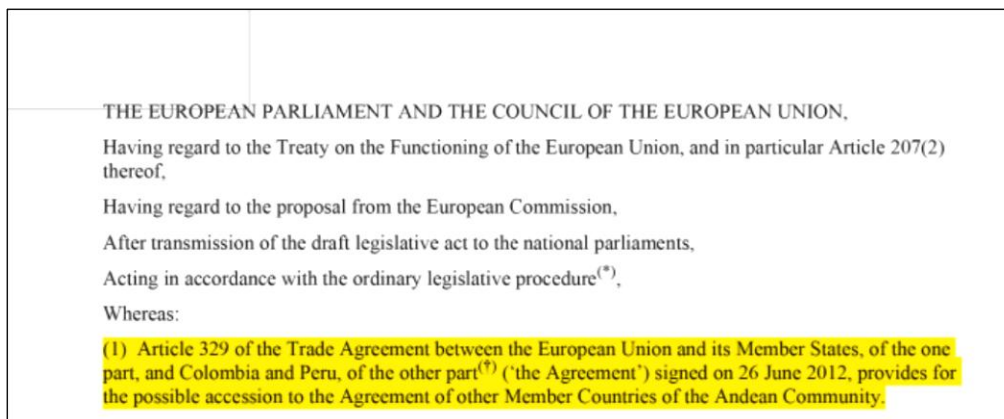 THE EUROPEAN PARLIAMENT AND THE COUNCIL OF THE EUROPEAN UNION,
Having regard to the Treaty on the Functioning of the European Union, and in particular Article 207(2)
thereof,
Having regard to the proposal from the European Commission,
After transmission of the draft legislative act to the national parliaments,
Acting in accordance with the ordinary legislative procedure(*),
Whereas:
(1) Article 329 of the Trade Agreement between the European Union and its Member States, of the one
part, and Colombia and Peru, of the other part(†) (‘the Agreement’) signed on 26 June 2012, provides for
the possible accession to the Agreement of other Member Countries of the Andean Community.